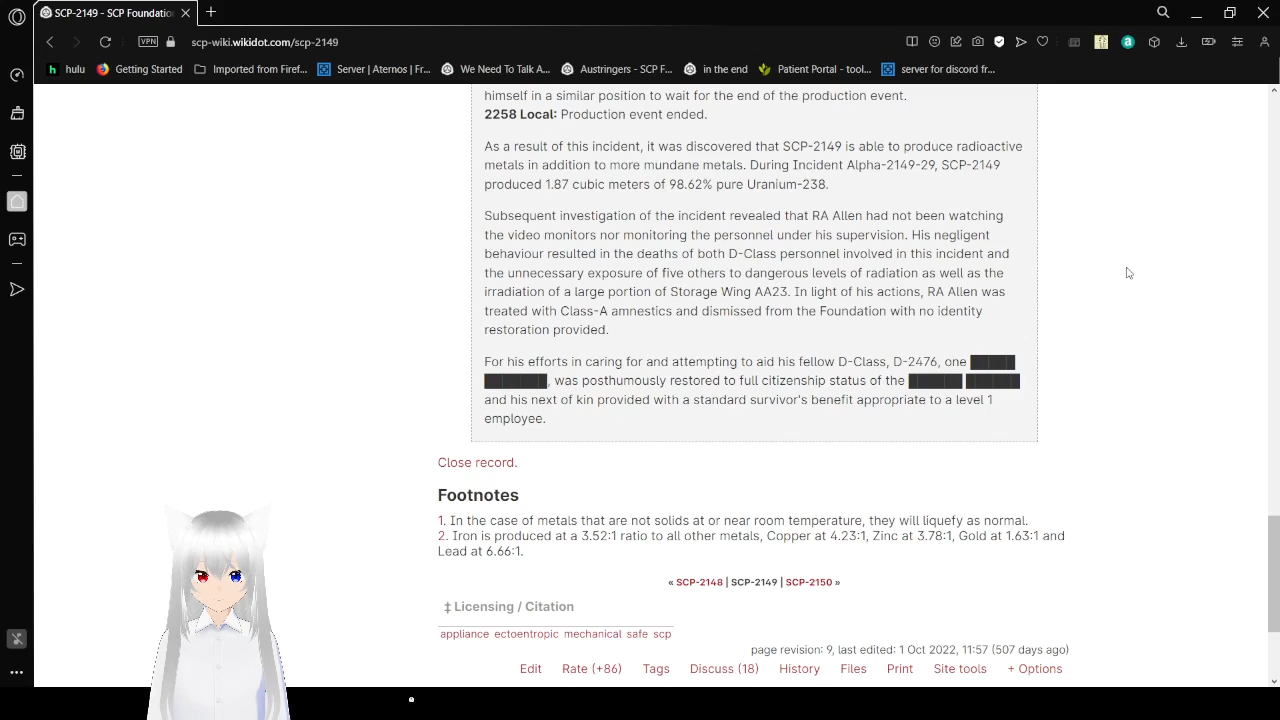 SCP-2149 - SCP Foundatio
scp-wiki.wikidot.com/scp-2149
VPN
hulu
Getting Started
Imported from Firef...
Server | Aternos | Fr...
We Need To Talk A...
Austringers - SCP F...
in the end
Patient Portal - tool...
server for discord fr...
himself in a similar position to wait for the end of the production event.
2258 Local: Production event ended.
As a result of this incident, it was discovered that SCP-2149 is able to produce radioactive
metals in addition to more mundane metals. During Incident Alpha-2149-29, SCP-2149
produced 1.87 cubic meters of 98.62% pure Uranium-238.
Subsequent investigation of the incident revealed that RA Allen had not been watching
the video monitors nor monitoring the personnel under his supervision. His negligent
behaviour resulted in the deaths of both D-Class personnel involved in this incident and
the unnecessary exposure of five others to dangerous levels of radiation as well as the
irradiation of a large portion of Storage Wing AA23. In light of his actions, RA Allen was
treated with Class-A amnestics and dismissed from the Foundation with no identity
restoration provided.
For his efforts in caring for and attempting to aid his fellow D-Class, D-2476, one █████
███████, was posthumously restored to full citizenship status of the ██████ ██████
and his next of kin provided with a standard survivor's benefit appropriate to a level 1
employee.
Close record.
Footnotes
1. In the case of metals that are not solids at or near room temperature, they will liquefy as normal.
2. Iron is produced at a 3.52:1 ratio to all other metals, Copper at 4.23:1, Zinc at 3.78:1, Gold at 1.63:1 and
Lead at 6.66:1.
« SCP-2148 | SCP-2149 | SCP-2150 »
‡ Licensing / Citation
appliance ectoentropic mechanical safe scp
page revision: 9, last edited: 1 Oct 2022, 11:57 (507 days ago)
Edit Rate (+86) Tags Discuss (18) History Files Print Site tools + Options